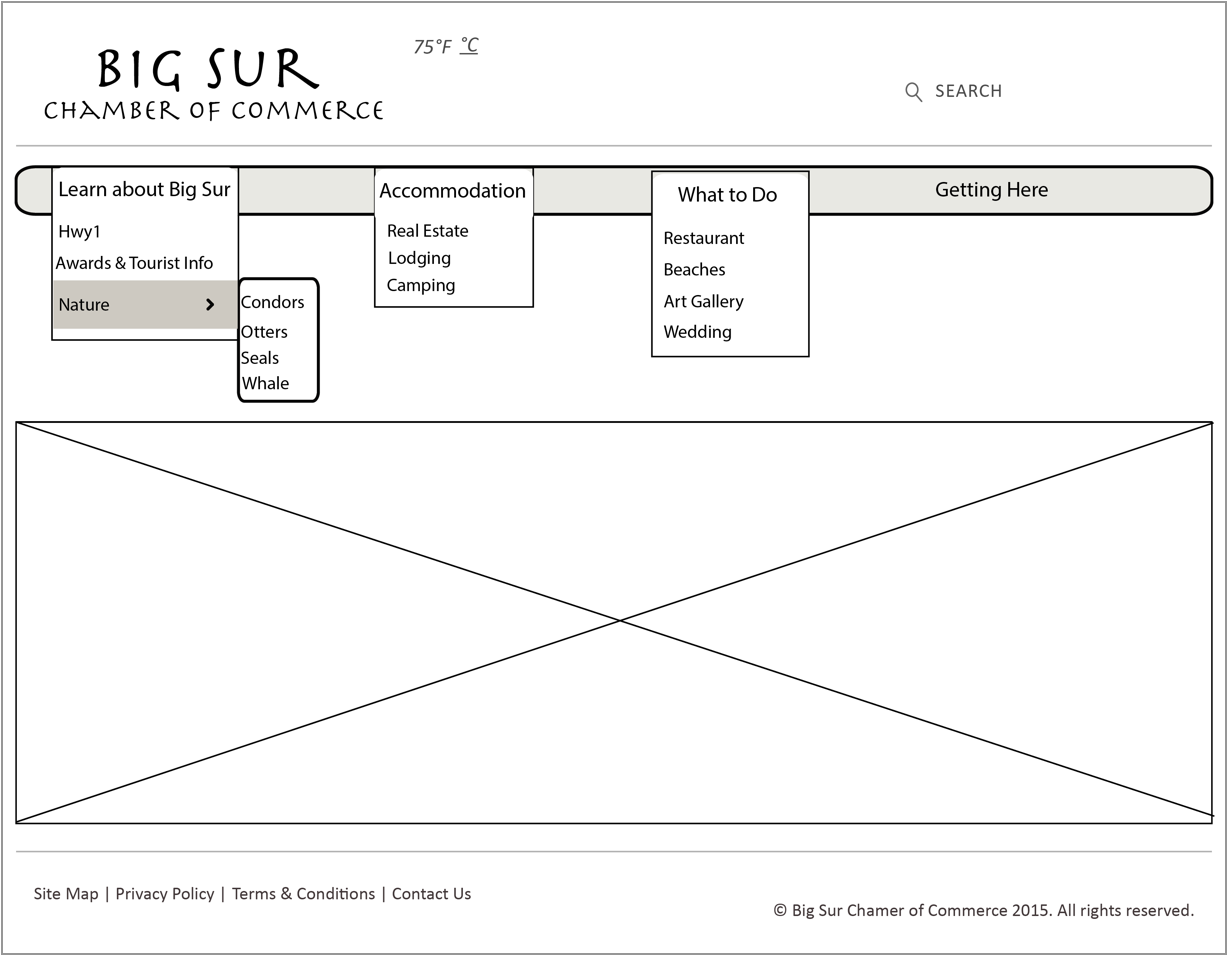 BIG SUR
CHAMBER OF COMMERCE
75°F °C
SEARCH
Learn about Big Sur
Hwy1
Awards & Tourist Info
Nature
Condors
Otters
Seals
Whale
Accommodation
Real Estate
Lodging
Camping
What to Do
Restaurant
Beaches
Art Gallery
Wedding
Getting Here
Site Map | Privacy Policy | Terms & Conditions | Contact Us
© Big Sur Chamer of Commerce 2015. All rights reserved.